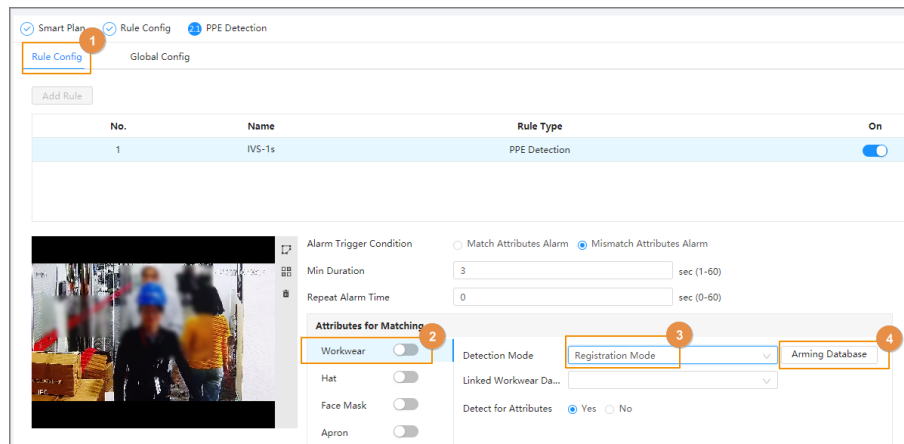 Smart Plan Rule Config 2.1 PPE Detection
1
Rule Config Global Config
Add Rule
No. Name Rule Type On
1 IVS-1s PPE Detection
Alarm Trigger Condition Match Attributes Alarm Mismatch Attributes Alarm
Min Duration 3 sec (1-60)
Repeat Alarm Time 0 sec (0-60)
Attributes for Matching
2 3 4
Workwear Detection Mode Registration Mode Arming Database
Hat Linked Workwear Da...
Face Mask Detect for Attributes Yes No
Apron